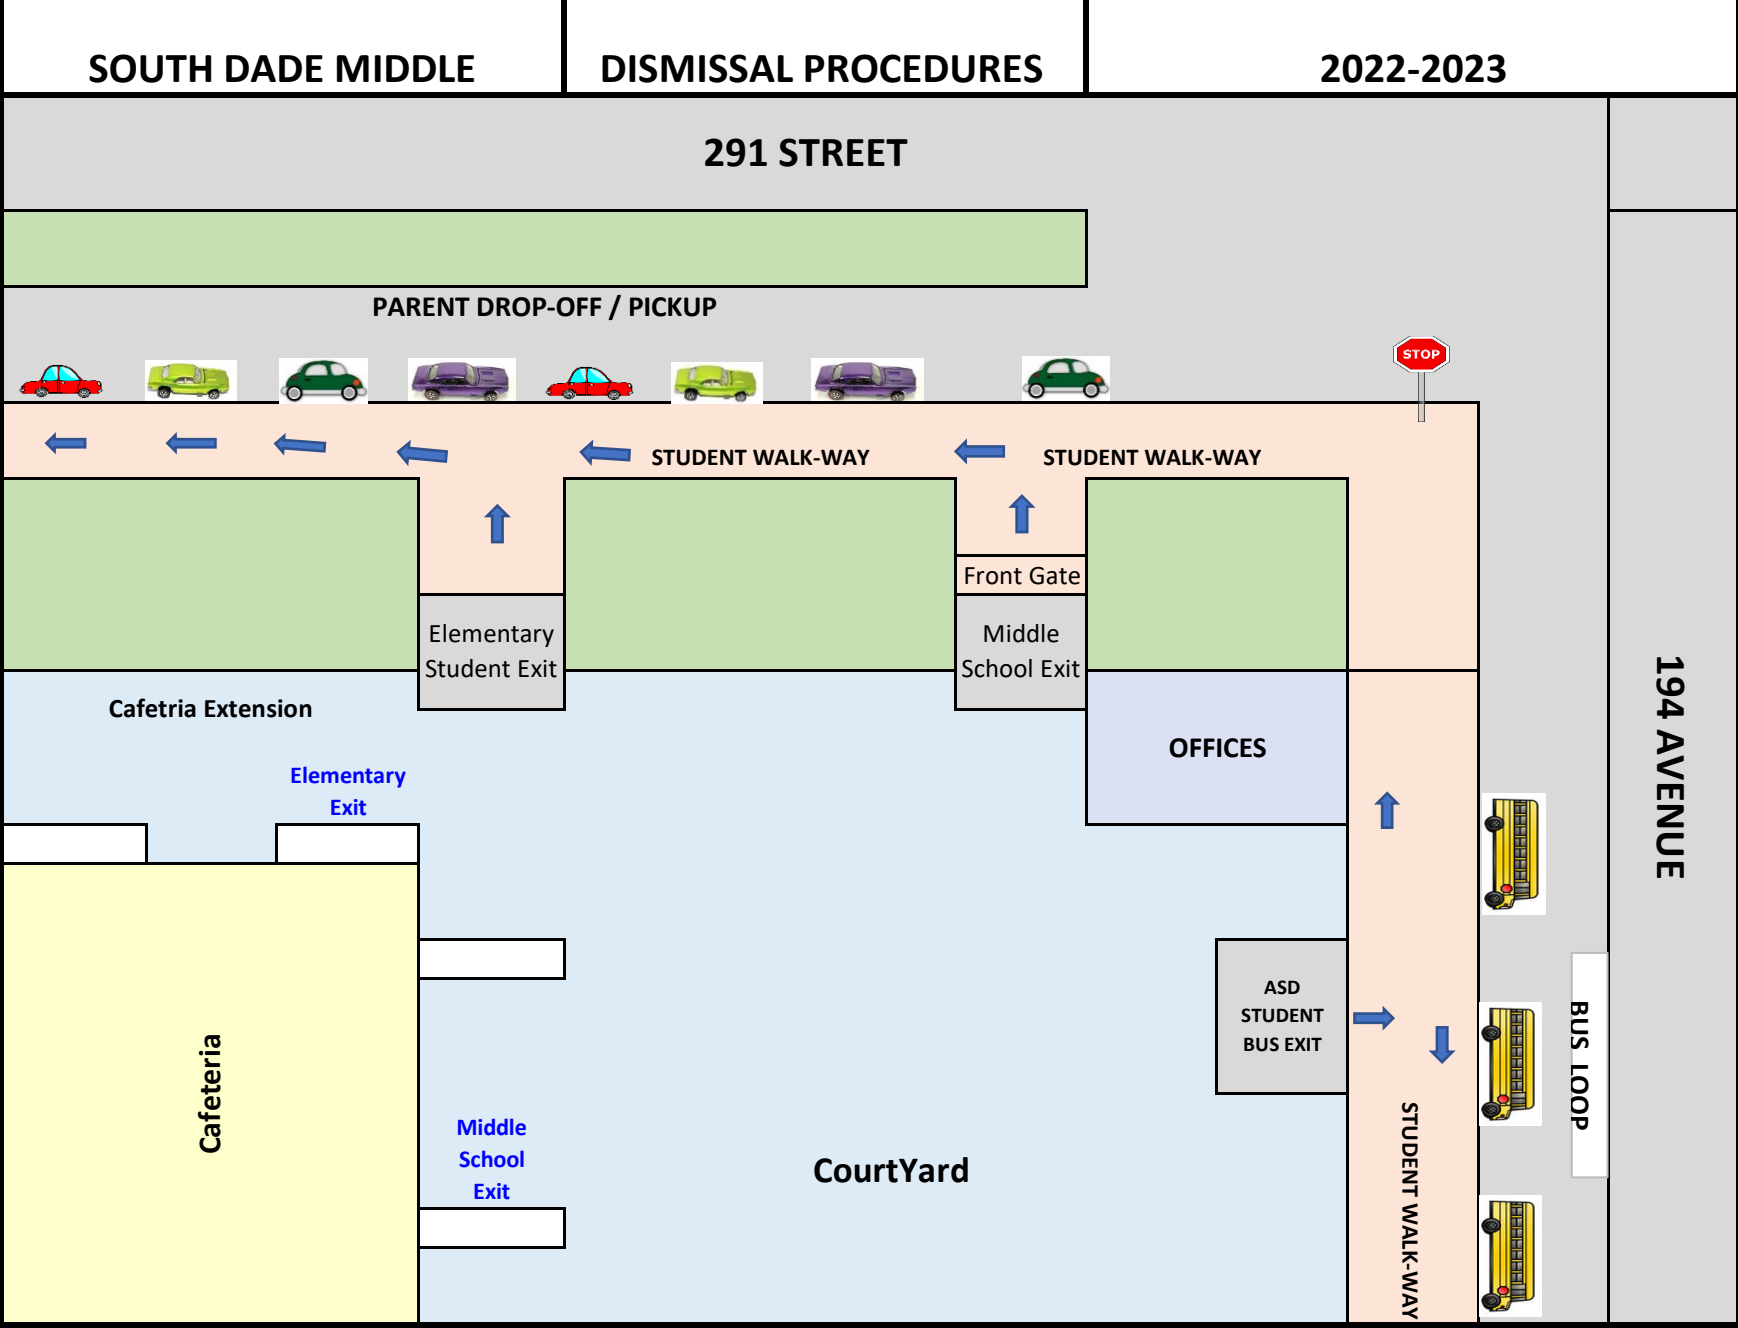 SOUTH DADE MIDDLE
DISMISSAL PROCEDURES
2022-2023
291 STREET
PARENT DROP-OFF / PICKUP
STOP
STUDENT WALK-WAY
STUDENT WALK-WAY
Front Gate
Elementary
Student Exit
Middle
School Exit
194 AVENUE
Cafetria Extension
OFFICES
Elementary
Exit
ASD
STUDENT
BUS EXIT
BUS LOOP
Cafeteria
Middle
School
Exit
CourtYard
STUDENT WALK-WAY